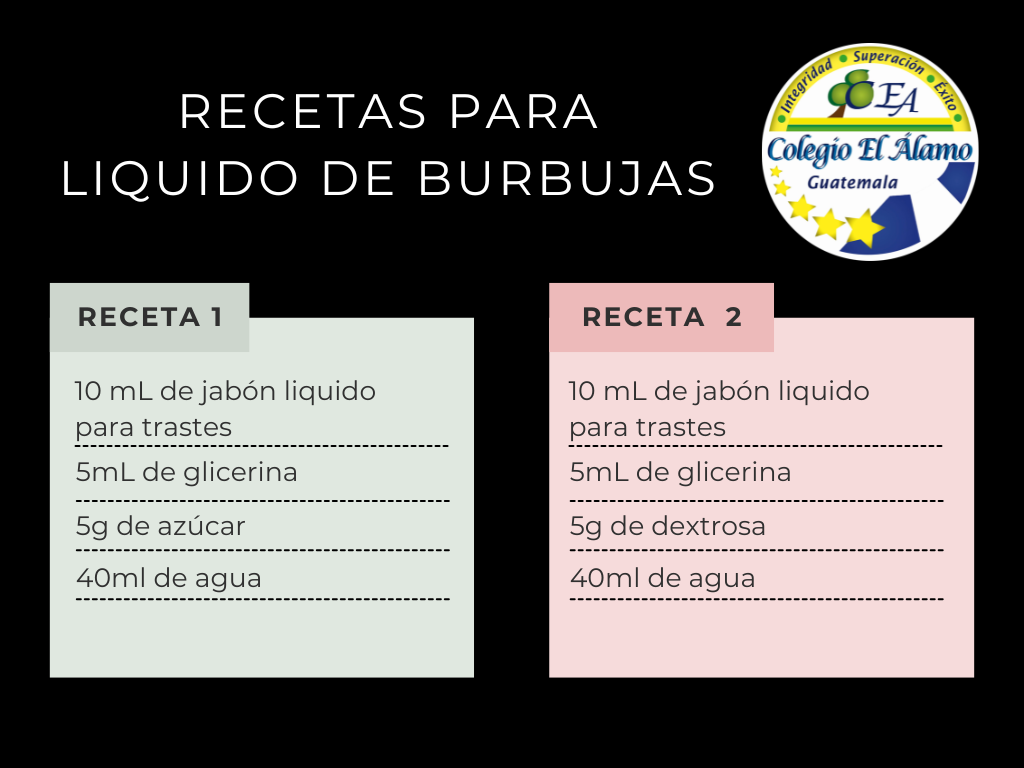 RECETAS PARA
LIQUIDO DE BURBUJAS
Integridad Superación Éxito
CEA
Colegio El Álamo
Guatemala
RECETA 1
10 mL de jabón liquido
para trastes
5mL de glicerina
5g de azúcar
40ml de agua
RECETA 2
10 mL de jabón liquido
para trastes
5mL de glicerina
5g de dextrosa
40ml de agua